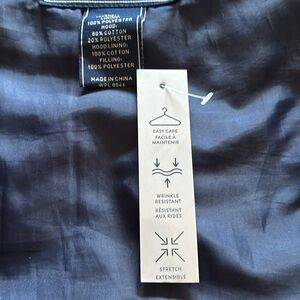 100% POLYESTER
HOOD:
80% COTTON
20% POLYESTER
HOOD LINING:
100% COTTON
FILLING:
100% POLYESTER
MADE IN CHINA
EASY CARE
FACILE À
MAINTENIR
WRINKLE
RESISTANT
RÉSISTANT
AUX RIDES
STRETCH
EXTENSIBLE